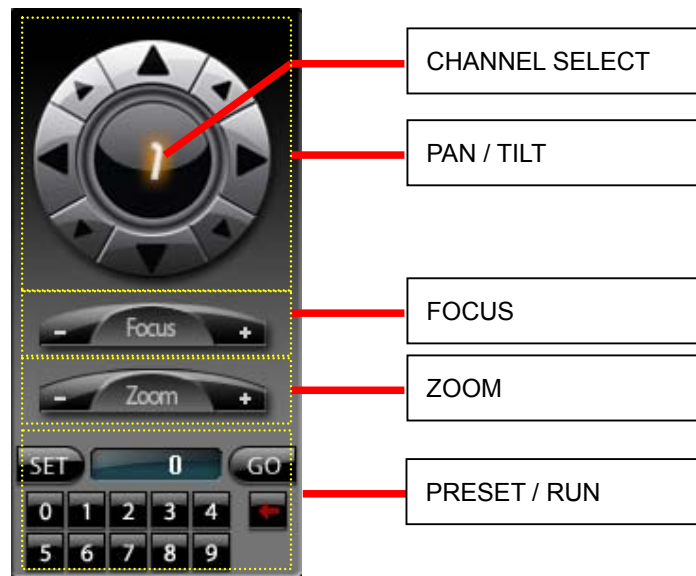 CHANNEL SELECT
1
PAN / TILT
FOCUS
- Focus +
ZOOM
- Zoom +
SET 0 GO
PRESET / RUN
0 1 2 3 4
5 6 7 8 9